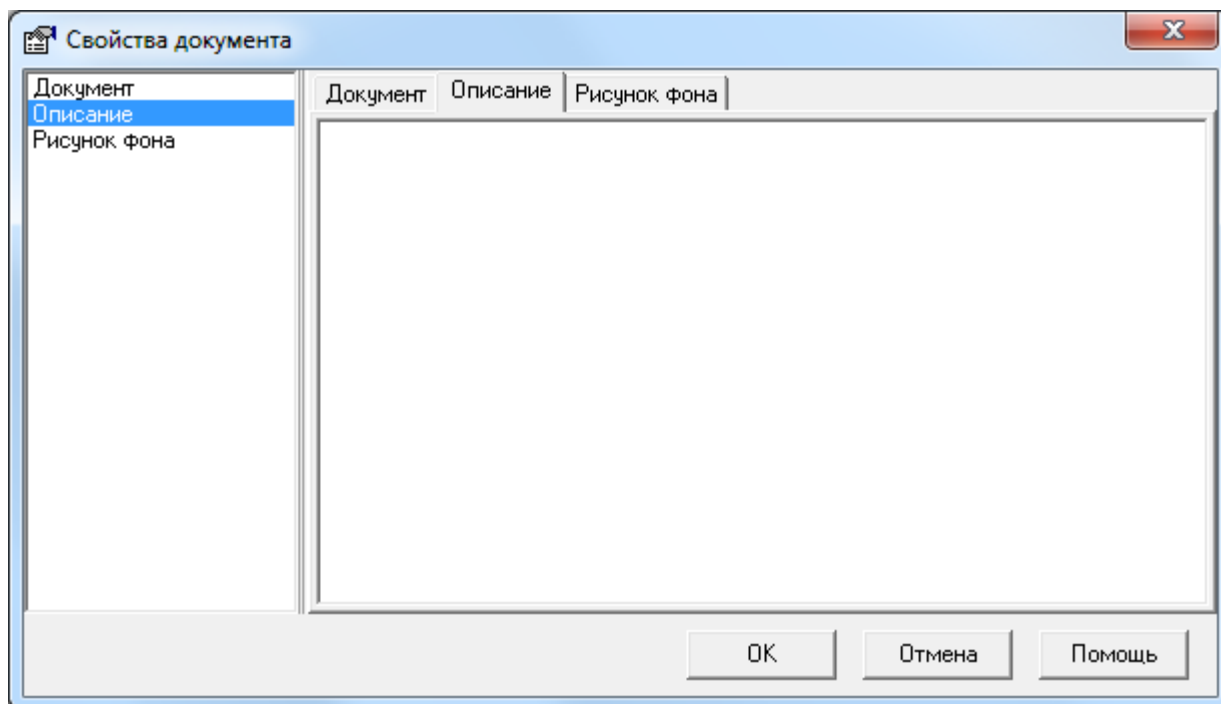 Свойства документа
Документ
Описание
Рисунок фона
Документ Описание Рисунок фона
OK Отмена Помощь